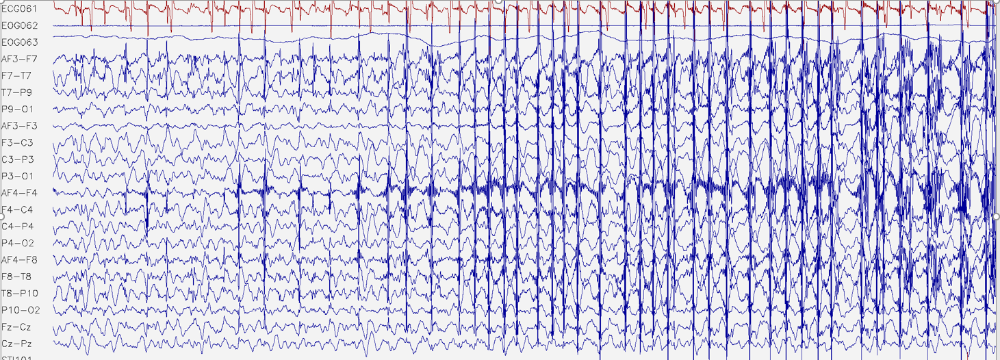 ECG061
EOG062
EOG063
AF3-F7
F7-T7
T7-P9
P9-O1
AF3-F3
F3-C3
C3-P3
P3-O1
AF4-F4
F4-C4
C4-P4
P4-O2
AF4-F8
F8-T8
T8-P10
P10-O2
Fz-Cz
Cz-Pz
STI101